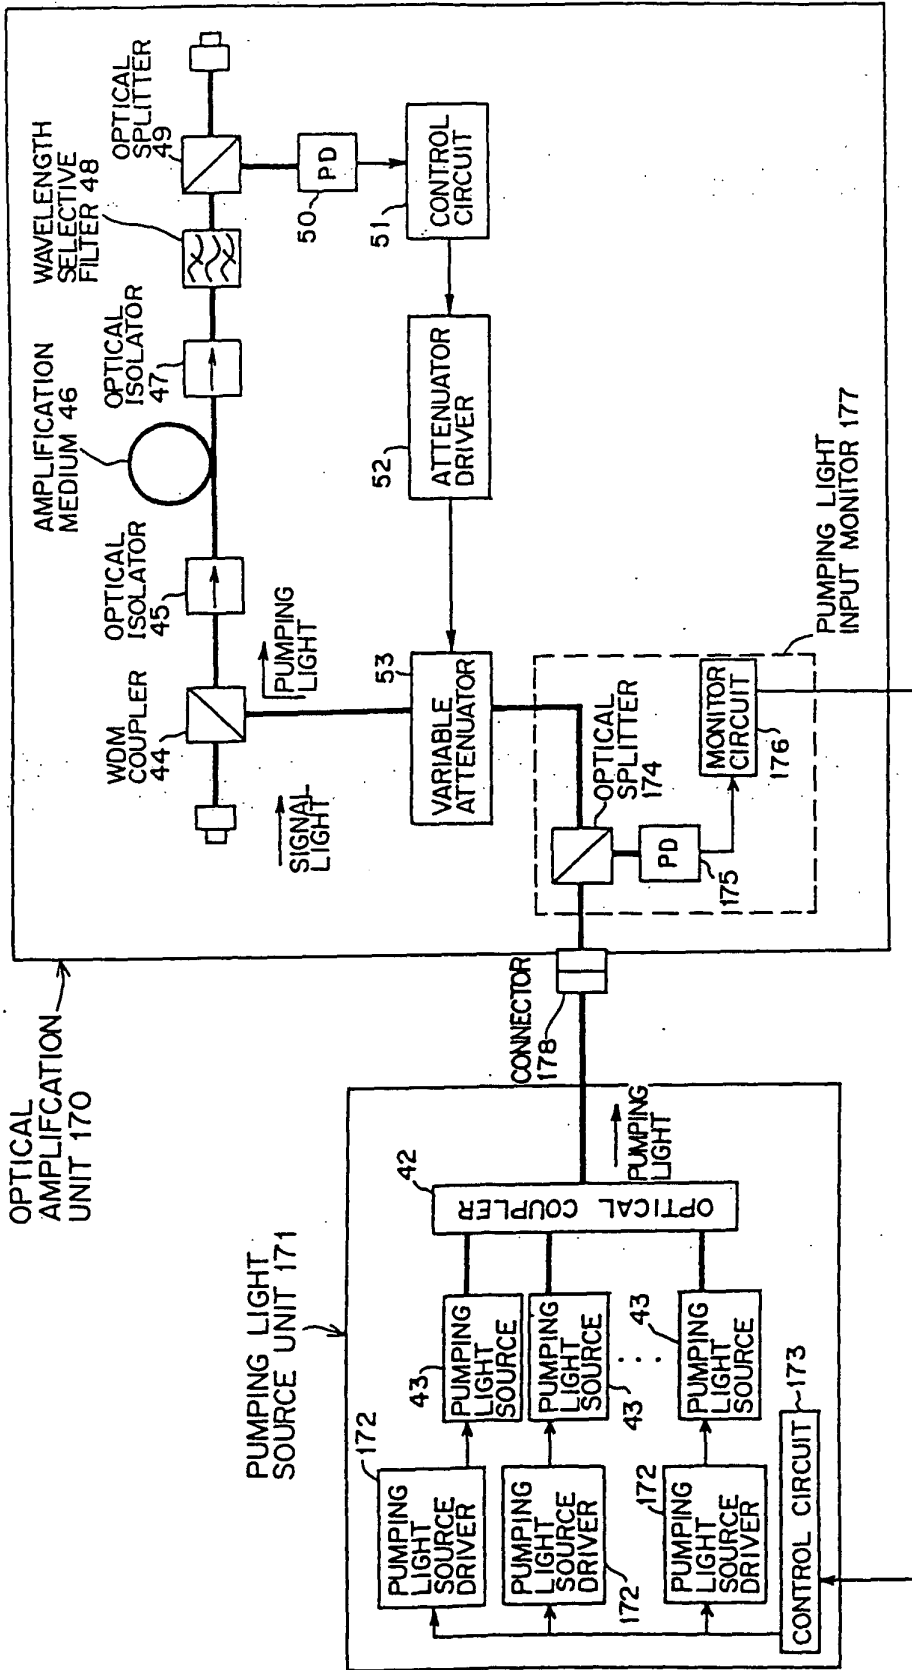 OPTICAL
AMPLIFCATION
UNIT 170
PUMPING LIGHT
SOURCE UNIT 171
172
PUMPING
LIGHT
SOURCE
DRIVER
43
PUMPING
LIGHT
SOURCE
PUMPING
LIGHT
SOURCE
DRIVER
172
PUMPING
LIGHT
SOURCE
43
172
PUMPING
LIGHT
SOURCE
DRIVER
43
PUMPING
LIGHT
SOURCE
CONTROL CIRCUIT
173
42
OPTICAL COUPLER
PUMPING
LIGHT
CONNECTOR
178
WDM
COUPLER
44
SIGNAL
LIGHT
PUMPING
LIGHT
OPTICAL
ISOLATOR
45
AMPLIFICATION
MEDIUM 46
OPTICAL
ISOLATOR
47
WAVELENGTH
SELECTIVE
FILTER 48
OPTICAL
SPLITTER
49
PD
50
CONTROL
CIRCUIT
51
ATTENUATOR
DRIVER
52
VARIABLE
ATTENUATOR
53
OPTICAL
SPLITTER
174
PD
175
MONITOR
CIRCUIT
176
PUMPING LIGHT
INPUT MONITOR 177